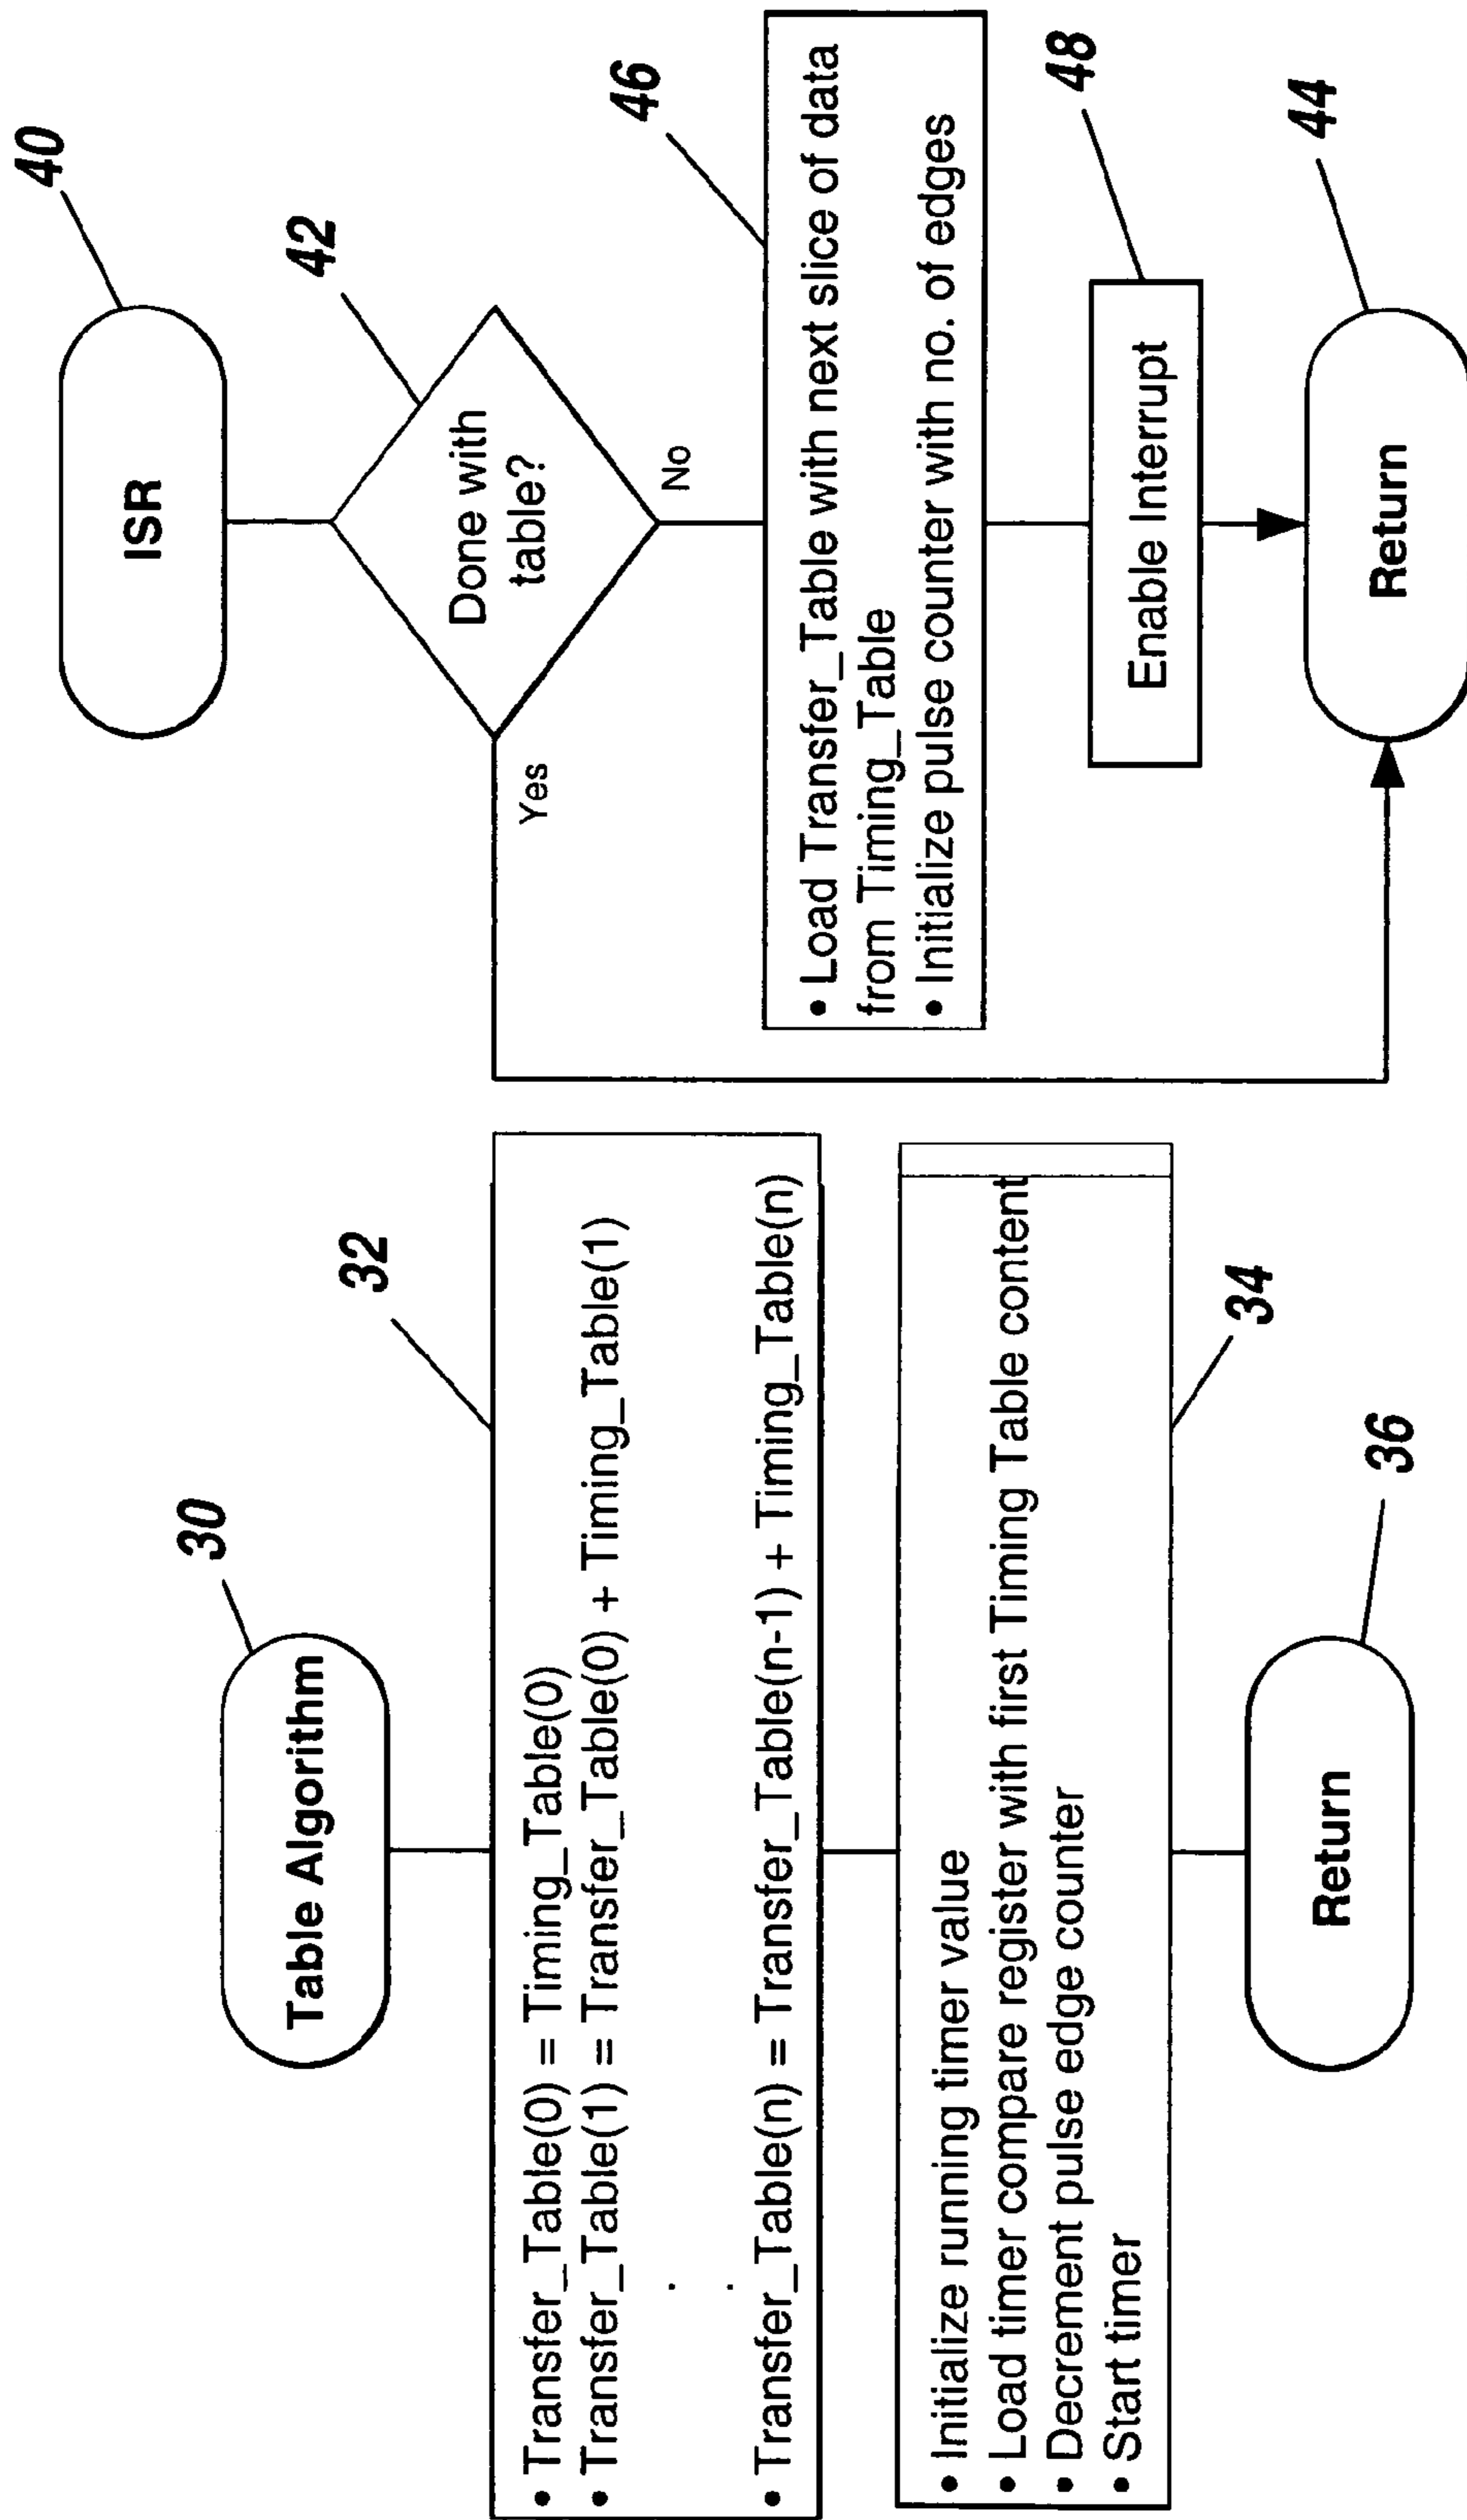 Table Algorithm
30
• Transfer_Table(0) = Timing_Table(0)
• Transfer_Table(1) = Transfer_Table(0) + Timing_Table(1)
.
.
• Transfer_Table(n) = Transfer_Table(n-1) + Timing_Table(n)
32
• Initialize running timer value
• Load timer compare register with first Timing Table content
• Decrement pulse edge counter
• Start timer
34
Return
36
ISR
40
Done with
table?
42
Yes
No
• Load Transfer_Table with next slice of data
from Timing_Table
• Initialize pulse counter with no. of edges
46
Enable Interrupt
48
Return
44